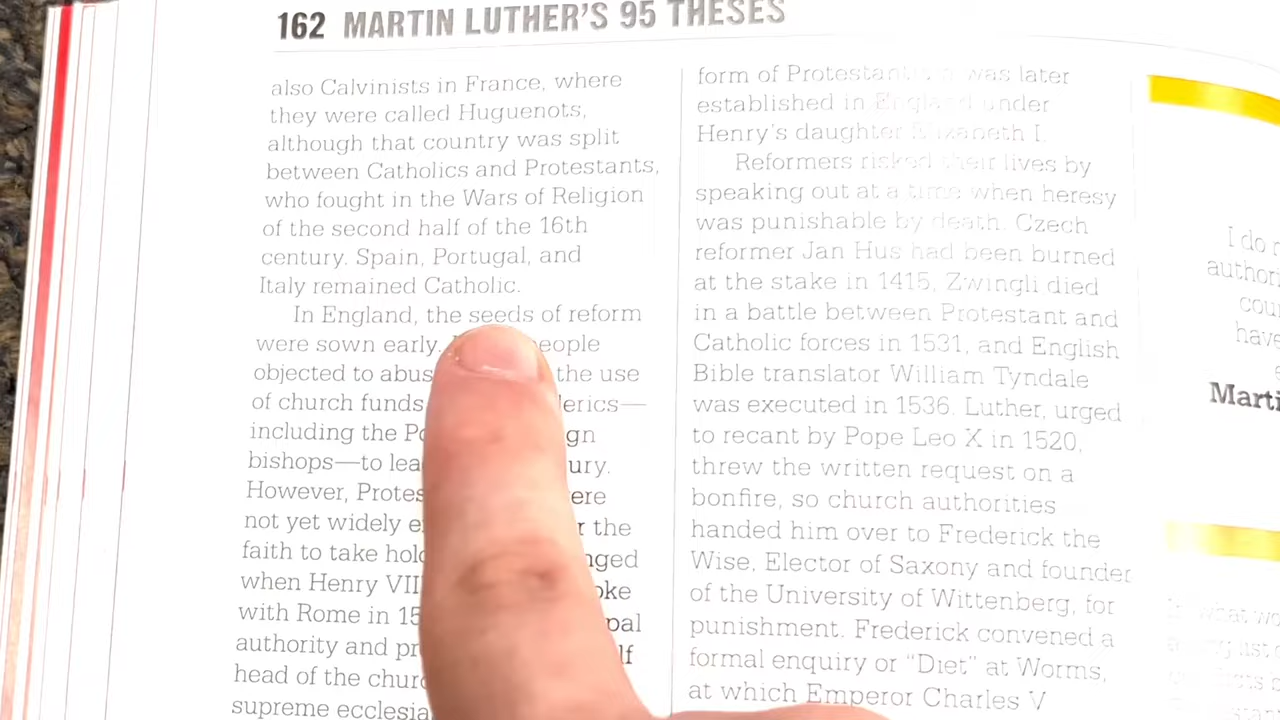 162 MARTIN LUTHER'S 95 THESES
also Calvinists in France, where
they were called Huguenots,
although that country was split
between Catholics and Protestants,
who fought in the Wars of Religion
of the second half of the 16th
century. Spain, Portugal, and
Italy remained Catholic.
In England, the seeds of reform
were sown early.
objected to the use
of church funds
including the
bishops—to
However,
not yet widely the
faith to take
when Henry
with Rome in
authority and
head of the
supreme
form of Protestantism was later
established in England under
Henry's daughter Elizabeth I.
Reformers risked their lives by
speaking out at a time when heresy
was punishable by death. Czech
reformer Jan Hus had been burned
at the stake in 1415, Zwingli died
in a battle between Protestant and
Catholic forces in 1531, and English
Bible translator William Tyndale
was executed in 1536. Luther, urged
to recant by Pope Leo X in 1520,
threw the written request on a
bonfire, so church authorities
handed him over to Frederick the
Wise, Elector of Saxony and founder
of the University of Wittenberg, for
punishment. Frederick convened a
formal enquiry or "Diet" at Worms,
at which Emperor Charles V
I do